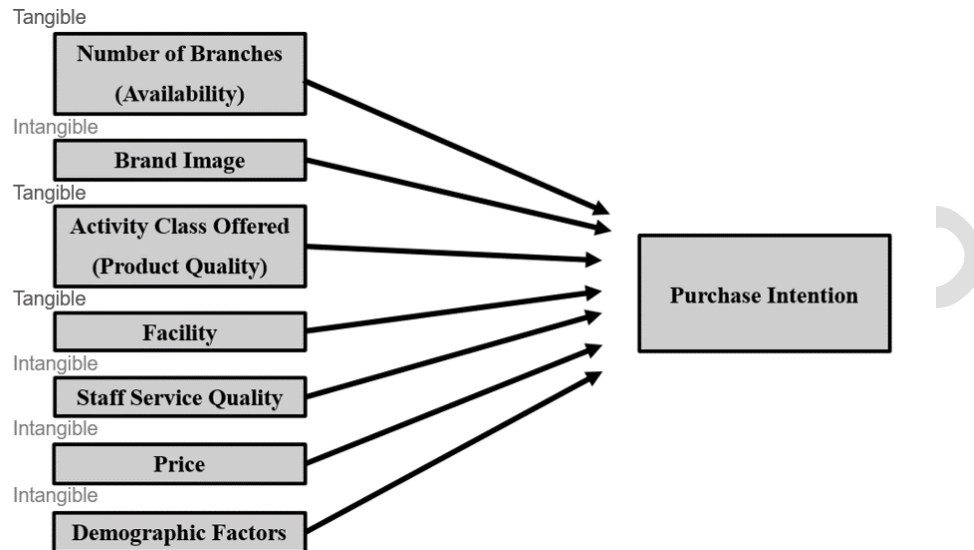 Tangible
Number of Branches
(Availability)
Intangible
Brand Image
Tangible
Activity Class Offered
(Product Quality)
Tangible
Facility
Intangible
Staff Service Quality
Intangible
Price
Intangible
Demographic Factors
Purchase Intention